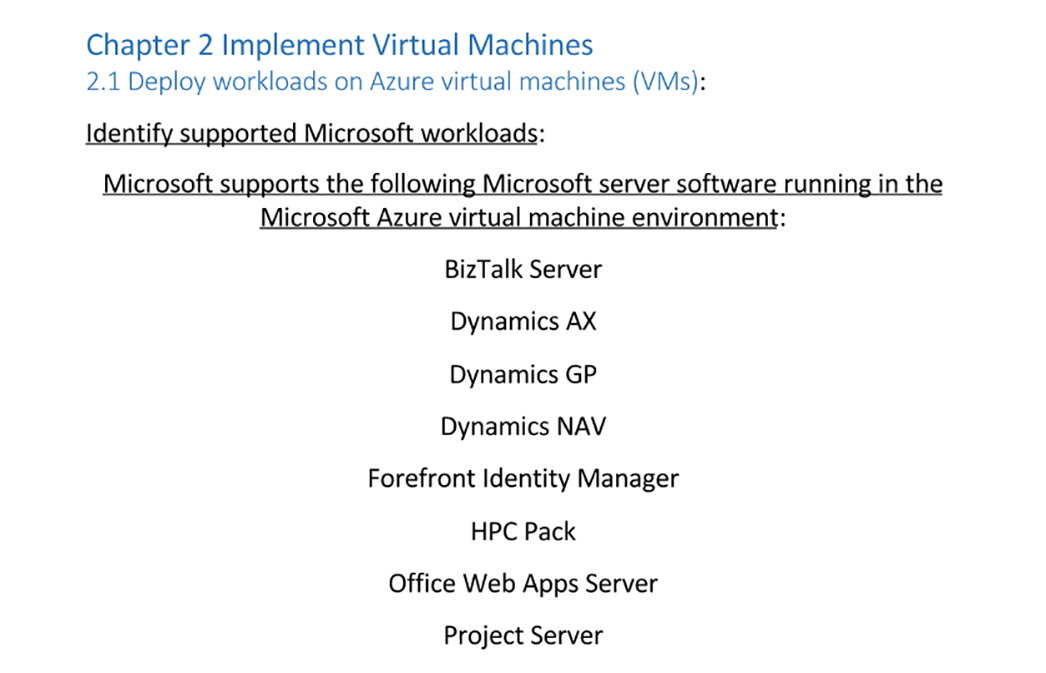 Chapter 2 Implement Virtual Machines
2.1 Deploy workloads on Azure virtual machines (VMs):
Identify supported Microsoft workloads:
Microsoft supports the following Microsoft server software running in the
Microsoft Azure virtual machine environment:
BizTalk Server
Dynamics AX
Dynamics GP
Dynamics NAV
Forefront Identity Manager
HPC Pack
Office Web Apps Server
Project Server